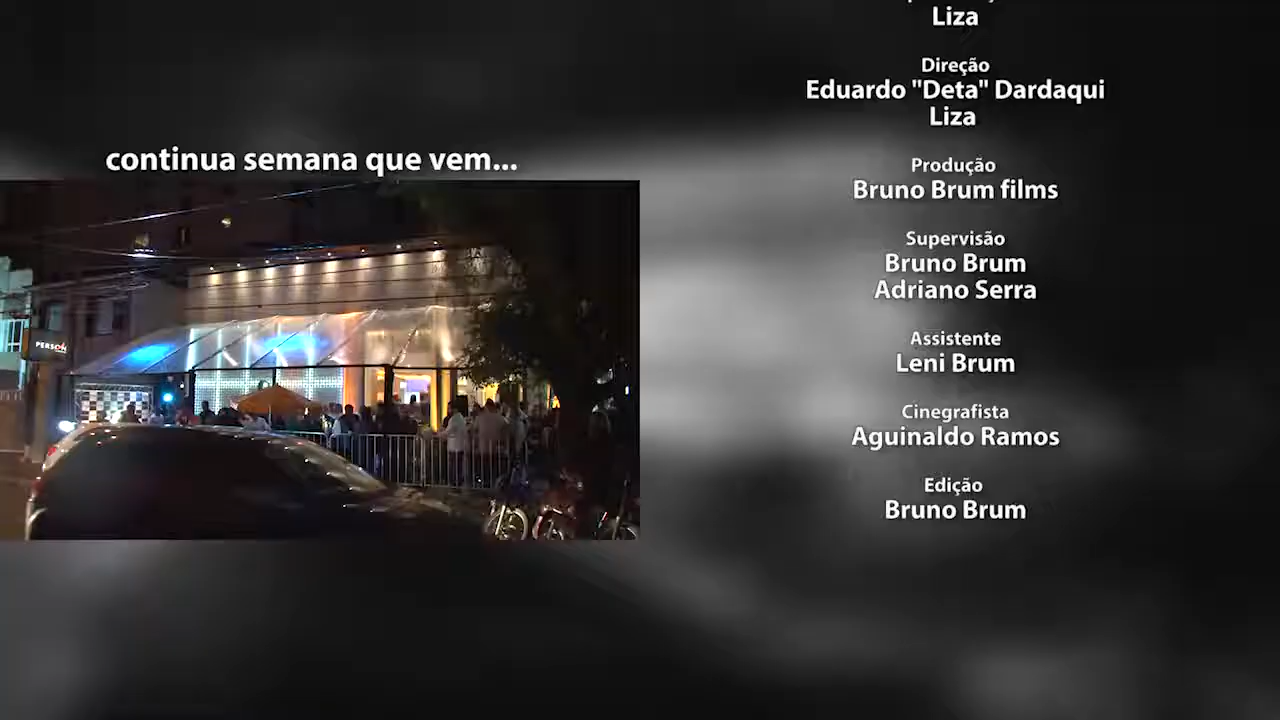 Liza
Direção
Eduardo "Deta" Dardaqui
Liza
continua semana que vem...
Produção
Bruno Brum films
Supervisão
Bruno Brum
Adriano Serra
PERSON
Assistente
Leni Brum
Cinegrafista
Aguinaldo Ramos
Edição
Bruno Brum